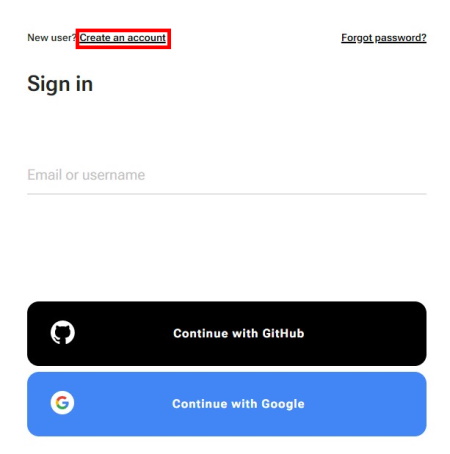 New user? Create an account Forgot password?
Sign in
Email or username
Continue with GitHub
Continue with Google